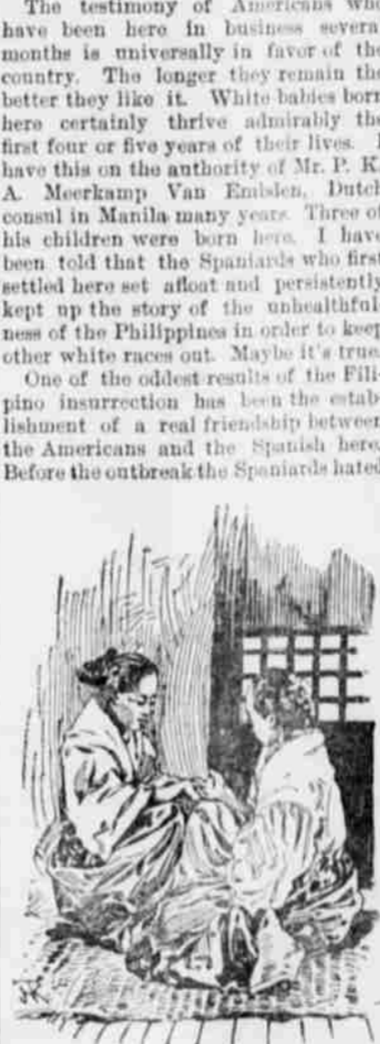 The testimony of Americans who
have been here in business severa
months is universally in favor of the
country. The longer they remain the
better they like it. White babies born
here certainly thrive admirably the
first four or five years of their lives. I
have this on the authority of Mr. P. K.
A. Meerkamp Van Embden, Dutch
consul in Manila many years. Three of
his children were born here. I have
been told that the Spaniards who first
settled here set afloat and persistently
kept up the story of the unhealthful-
ness of the Philippines in order to keep
other white races out. Maybe it's true.
One of the oddest results of the Fili-
pino insurrection has been the estab-
lishment of a real friendship between
the Americans and the Spanish here.
Before the outbreak the Spaniards hated